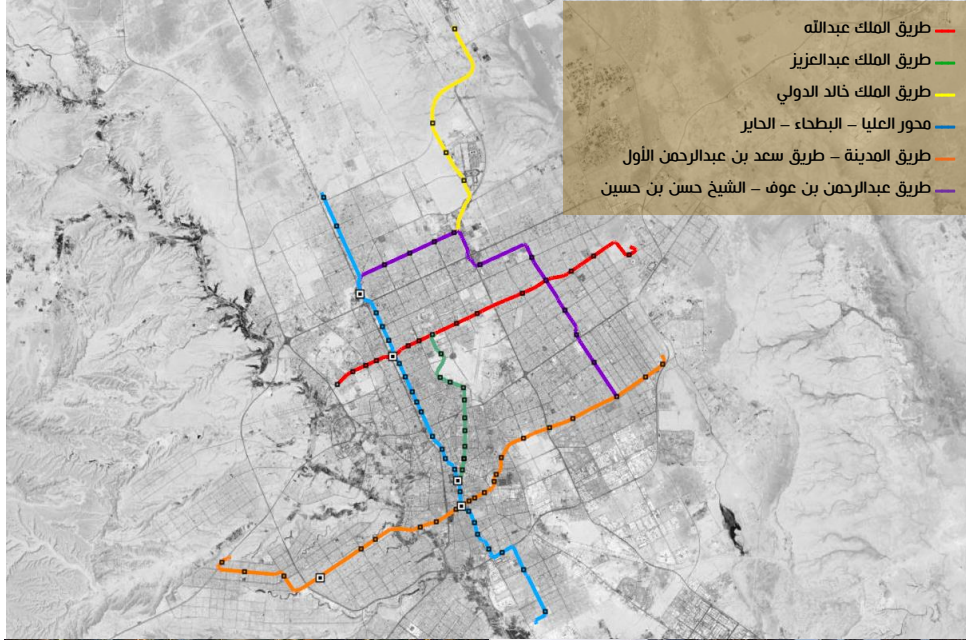 طريق الملك عبدالله
طريق الملك عبدالعزيز
طريق الملك خالد الدولي
محور العليا – البطحاء – الحاير
طريق المدينة – طريق سعد بن عبدالرحمن الأول
طريق عبدالرحمن بن عوف – الشيخ حسن بن حسين